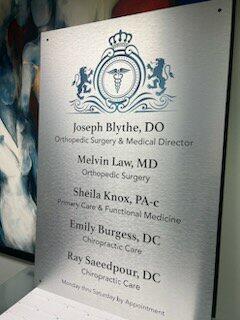 Joseph Blythe, DO
Orthopedic Surgery & Medical Director
Melvin Law, MD
Orthopedic Surgery
Sheila Knox, PA-c
Primary Care & Functional Medicine
Emily Burgess, DC
Chiropractic Care
Ray Saeedpour, DC
Chiropractic Care
Monday thru Saturday by Appointment